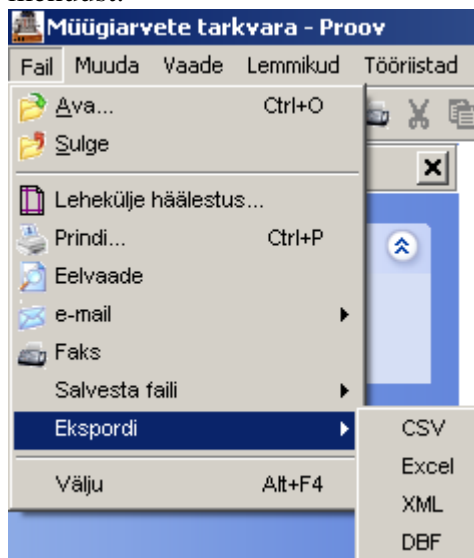 Müügiarvete tarkvara - Proov
Fail Muuda Vaade Lemmikud Tööriistad
Ava... Ctrl+O
Sulge
Lehekülje häälestus...
Prindi... Ctrl+P
Eelvaade
e-mail
Faks
Salvesta faili
Ekspordi
CSV
Välju Alt+F4
Excel
XML
DBF